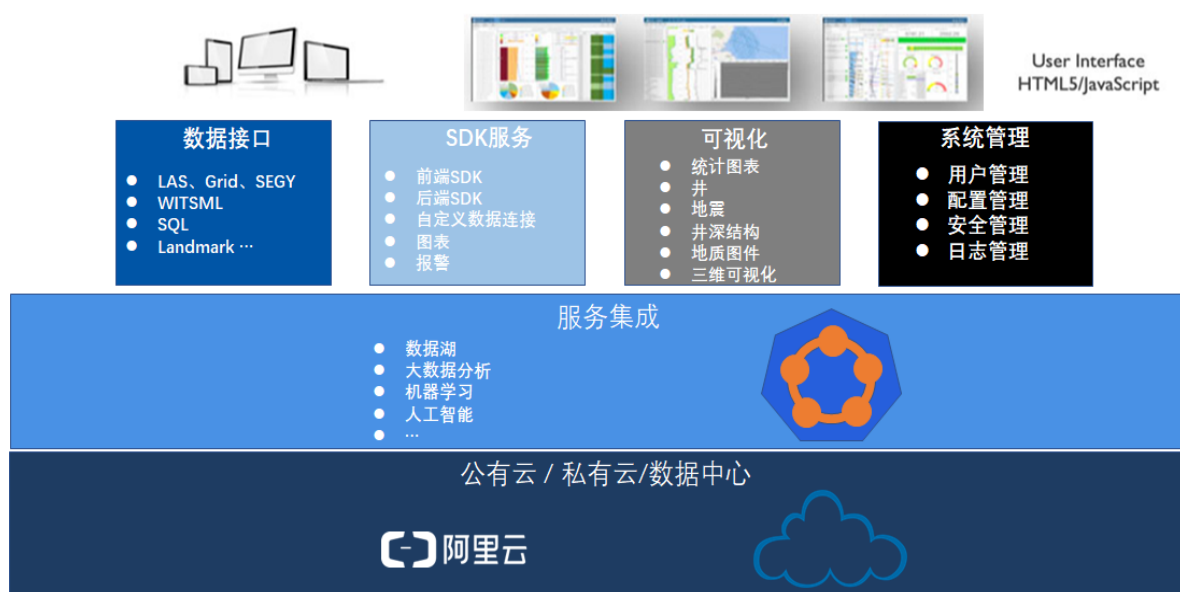 User Interface
HTML5/JavaScript
数据接口
● LAS、Grid、SEGY
● WITSML
● SQL
● Landmark ···
SDK服务
● 前端SDK
● 后端SDK
● 自定义数据连接
● 图表
● 报警
可视化
● 统计图表
● 井
● 地震
● 井深结构
● 地质图件
● 三维可视化
系统管理
● 用户管理
● 配置管理
● 安全管理
● 日志管理
服务集成
● 数据湖
● 大数据分析
● 机器学习
● 人工智能
● ···
公有云 / 私有云/数据中心
阿里云